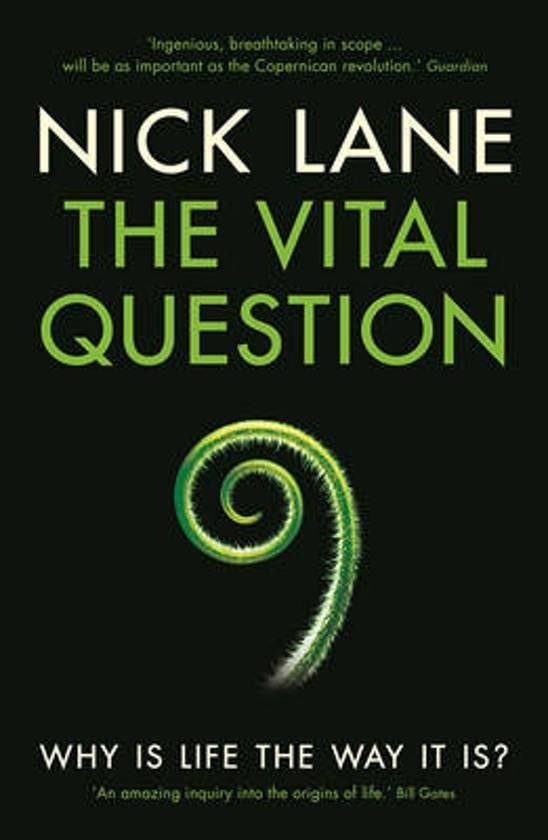 'Ingenious, breathtaking in scope ...
will be as important as the Copernican revolution.' Guardian
NICK LANE
THE VITAL
QUESTION
WHY IS LIFE THE WAY IT IS?
'An amazing inquiry into the origins of life.' Bill Gates